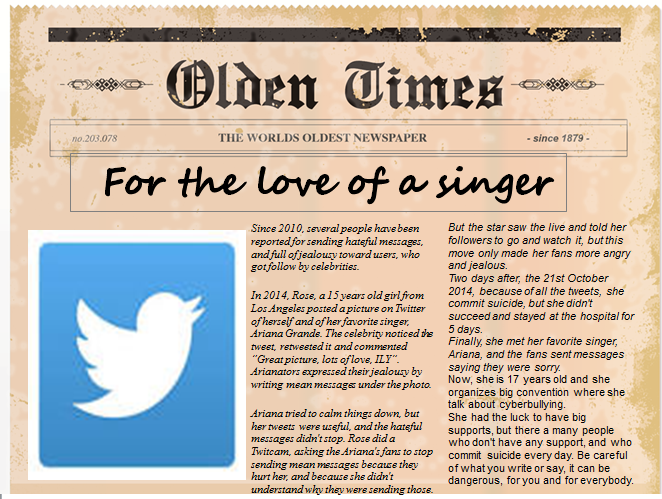 Olden Times
no.203.078 THE WORLDS OLDEST NEWSPAPER - since 1879 -
For the love of a singer
Since 2010, several people have been
reported for sending hateful messages,
and full of jealousy toward users, who
got follow by celebrities.
In 2014, Rose, a 15 years old girl from
Los Angeles posted a picture on Twitter
of herself and of her favorite singer,
Ariana Grande. The celebrity noticed the
tweet, retweeted it and commented
"Great picture, lots of love, ILY".
Arianators expressed their jealousy by
writing mean messages under the photo.
Ariana tried to calm things down, but
her tweets were useful, and the hateful
messages didn't stop. Rose did a
Twitcam, asking the Ariana's fans to stop
sending mean messages because they
hurt her, and because she didn't
understand why they were sending those.
But the star saw the live and told her
followers to go and watch it, but this
move only made her fans more angry
and jealous.
Two days after, the 21st October
2014, because of all the tweets, she
commit suicide, but she didn't
succeed and stayed at the hospital for
5 days.
Finally, she met her favorite singer,
Ariana, and the fans sent messages
saying they were sorry.
Now, she is 17 years old and she
organizes big convention where she
talk about cyberbullying.
She had the luck to have big
supports, but there a many people
who don't have any support, and who
commit suicide every day. Be careful
of what you write or say, it can be
dangerous, for you and for everybody.